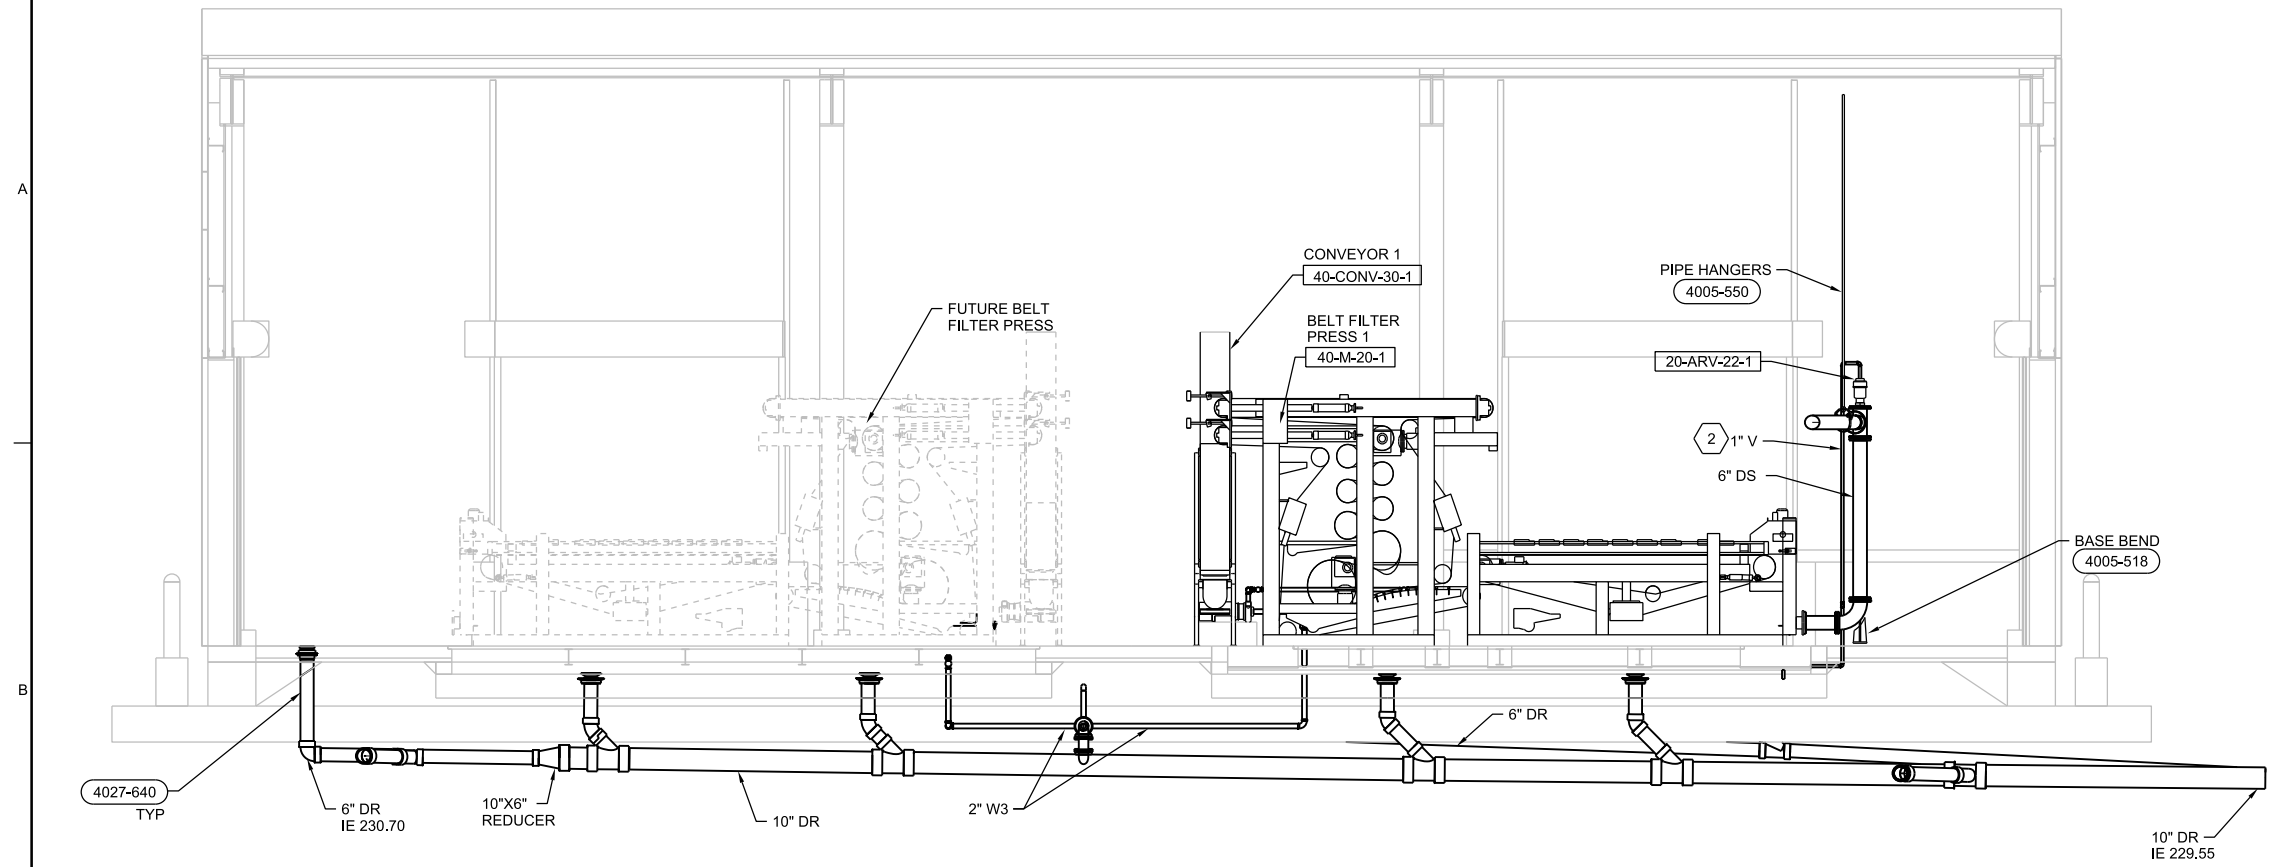 A
B
CONVEYOR 1
40-CONV-30-1
PIPE HANGERS
4005-550
FUTURE BELT
FILTER PRESS
BELT FILTER
PRESS 1
40-M-20-1
20-ARV-22-1
2
1" V
6" DS
BASE BEND
4005-518
6" DR
4027-640
TYP
6" DR
IE 230.70
10"X6"
REDUCER
10" DR
2" W3
10" DR
IE 229.55